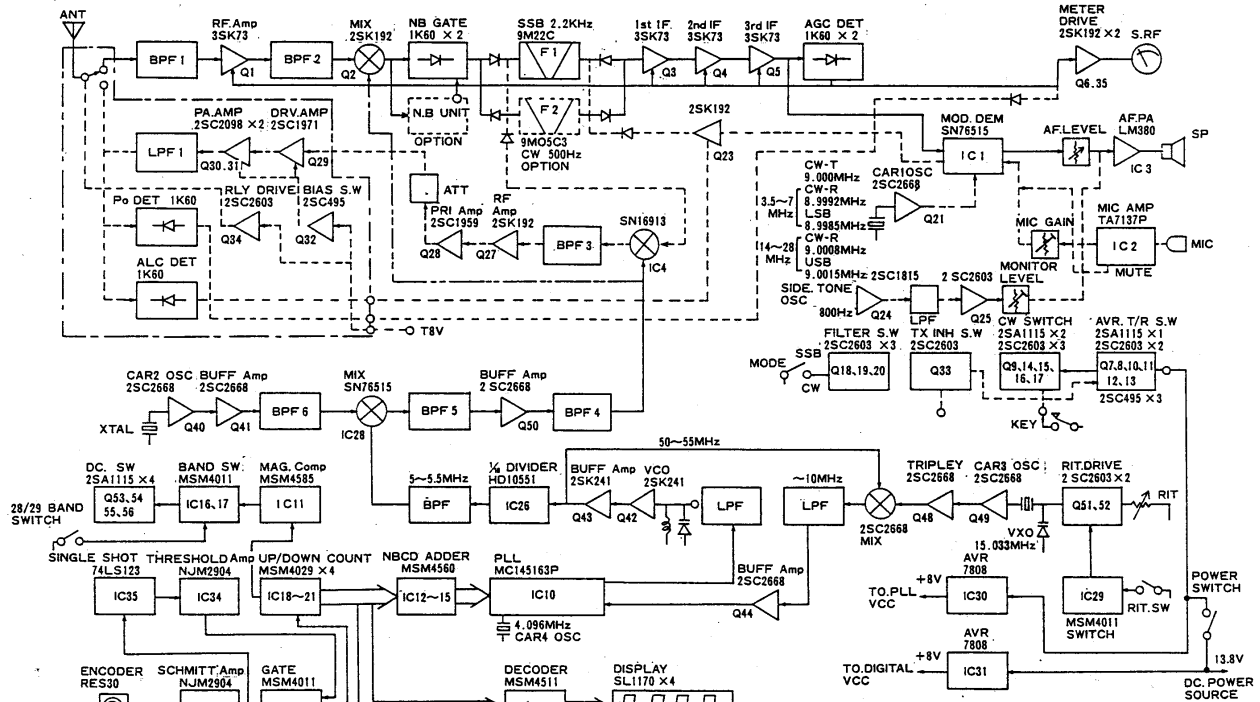 ANT
BPF 1
RF.Amp
3SK73
Q1
BPF 2
MIX
2SK192
Q2
NB GATE
1K60 × 2
N.B UNIT
OPTION
SSB 2.2KHz
9M22C
F1
F2
9M05C3
CW 500Hz
OPTION
1st IF.
3SK73
Q3
2nd IF
3SK73
Q4
3rd IF
3SK73
Q5
AGC DET
1K60 × 2
METER
DRIVE
2SK192 ×2
S.RF
Q6.35
PA.AMP
2SC2098 ×2
DRV.AMP
2SC1971
LPF 1
Q30.31
Q29
Po DET 1K60
RLY DRIVE
2SC2603
Q34
BIAS S.W
2SC495
Q32
ALC DET
1K60
T8V
ATT
PRI Amp
2SC1959
Q28
RF
Amp
2SK192
Q27
BPF 3
SN16913
IC4
2SK192
Q23
MOD. DEM
SN76515
IC1
AF.LEVEL
AF.PA
LM380
IC 3
SP
CAR1 OSC
2SC2668
Q21
CW-T
9.000MHz
3.5~7
MHz
CW-R
8.9992MHz
LSB
8.9985MHz
14~28
MHz
CW-R
9.0008MHz
USB
9.0015MHz
MIC GAIN
MIC AMP
TA7137P
IC 2
MIC
MUTE
SIDE. TONE
OSC
800Hz
2SC1815
Q24
LPF
2 SC2603
Q25
MONITOR
LEVEL
MODE
SSB
CW
FILTER S.W
2SC2603 ×3
Q18,19,20
TX INH S.W
2SC2603
Q33
CW SWITCH
2SA1115 ×2
2SC2603 ×3
Q9,14,15,
16,17
KEY
AVR. T/R S.W
2SA1115 ×1
2SC2603 ×2
Q7,8,10,11
12,13
2SC495 ×3
CAR2 OSC
2SC2668
XTAL
Q40
BUFF Amp
2SC2668
Q41
BPF 6
MIX
SN76515
IC28
BPF 5
BUFF Amp
2 SC2668
Q50
BPF 4
50~55MHz
DC. SW
2SA1115 ×4
Q53,54
55,56
28/29 BAND
SWITCH
BAND SW.
MSM4011
IC16,17
MAG. Comp
MSM4585
IC11
5~5.5MHz
BPF
HD10551
DIVIDER
IC26
BUFF Amp
2SK241
Q43
VCO
2SK241
Q42
LPF
~10MHz
LPF
2SC2668
MIX
TRIPLEY
2SC2668
Q48
CAR3 OSC
2SC2668
Q49
VXO
15.033MHz
RIT.DRIVE
2 SC2603×2
Q51,52
RIT
SINGLE SHOT
74LS123
IC35
THRESHOLD Amp
NJM2904
IC34
UP/DOWN COUNT
MSM4029 ×4
IC18~21
NBCD ADDER
MSM4560
IC12~15
PLL
MC145163P
IC10
4.096MHz
CAR4 OSC
BUFF Amp
2SC2668
Q44
+8V
TO.PLL
VCC
AVR
7808
IC30
IC29
MSM4011
SWITCH
RIT.SW
POWER
SWITCH
+8V
TO.DIGITAL
VCC
AVR
7808
IC31
13.8V
DC. POWER
SOURCE
ENCODER
RES30
SCHMITT Amp
NJM2904
GATE
MSM4011
DECODER
MSM4511
DISPLAY
SL1170 ×4